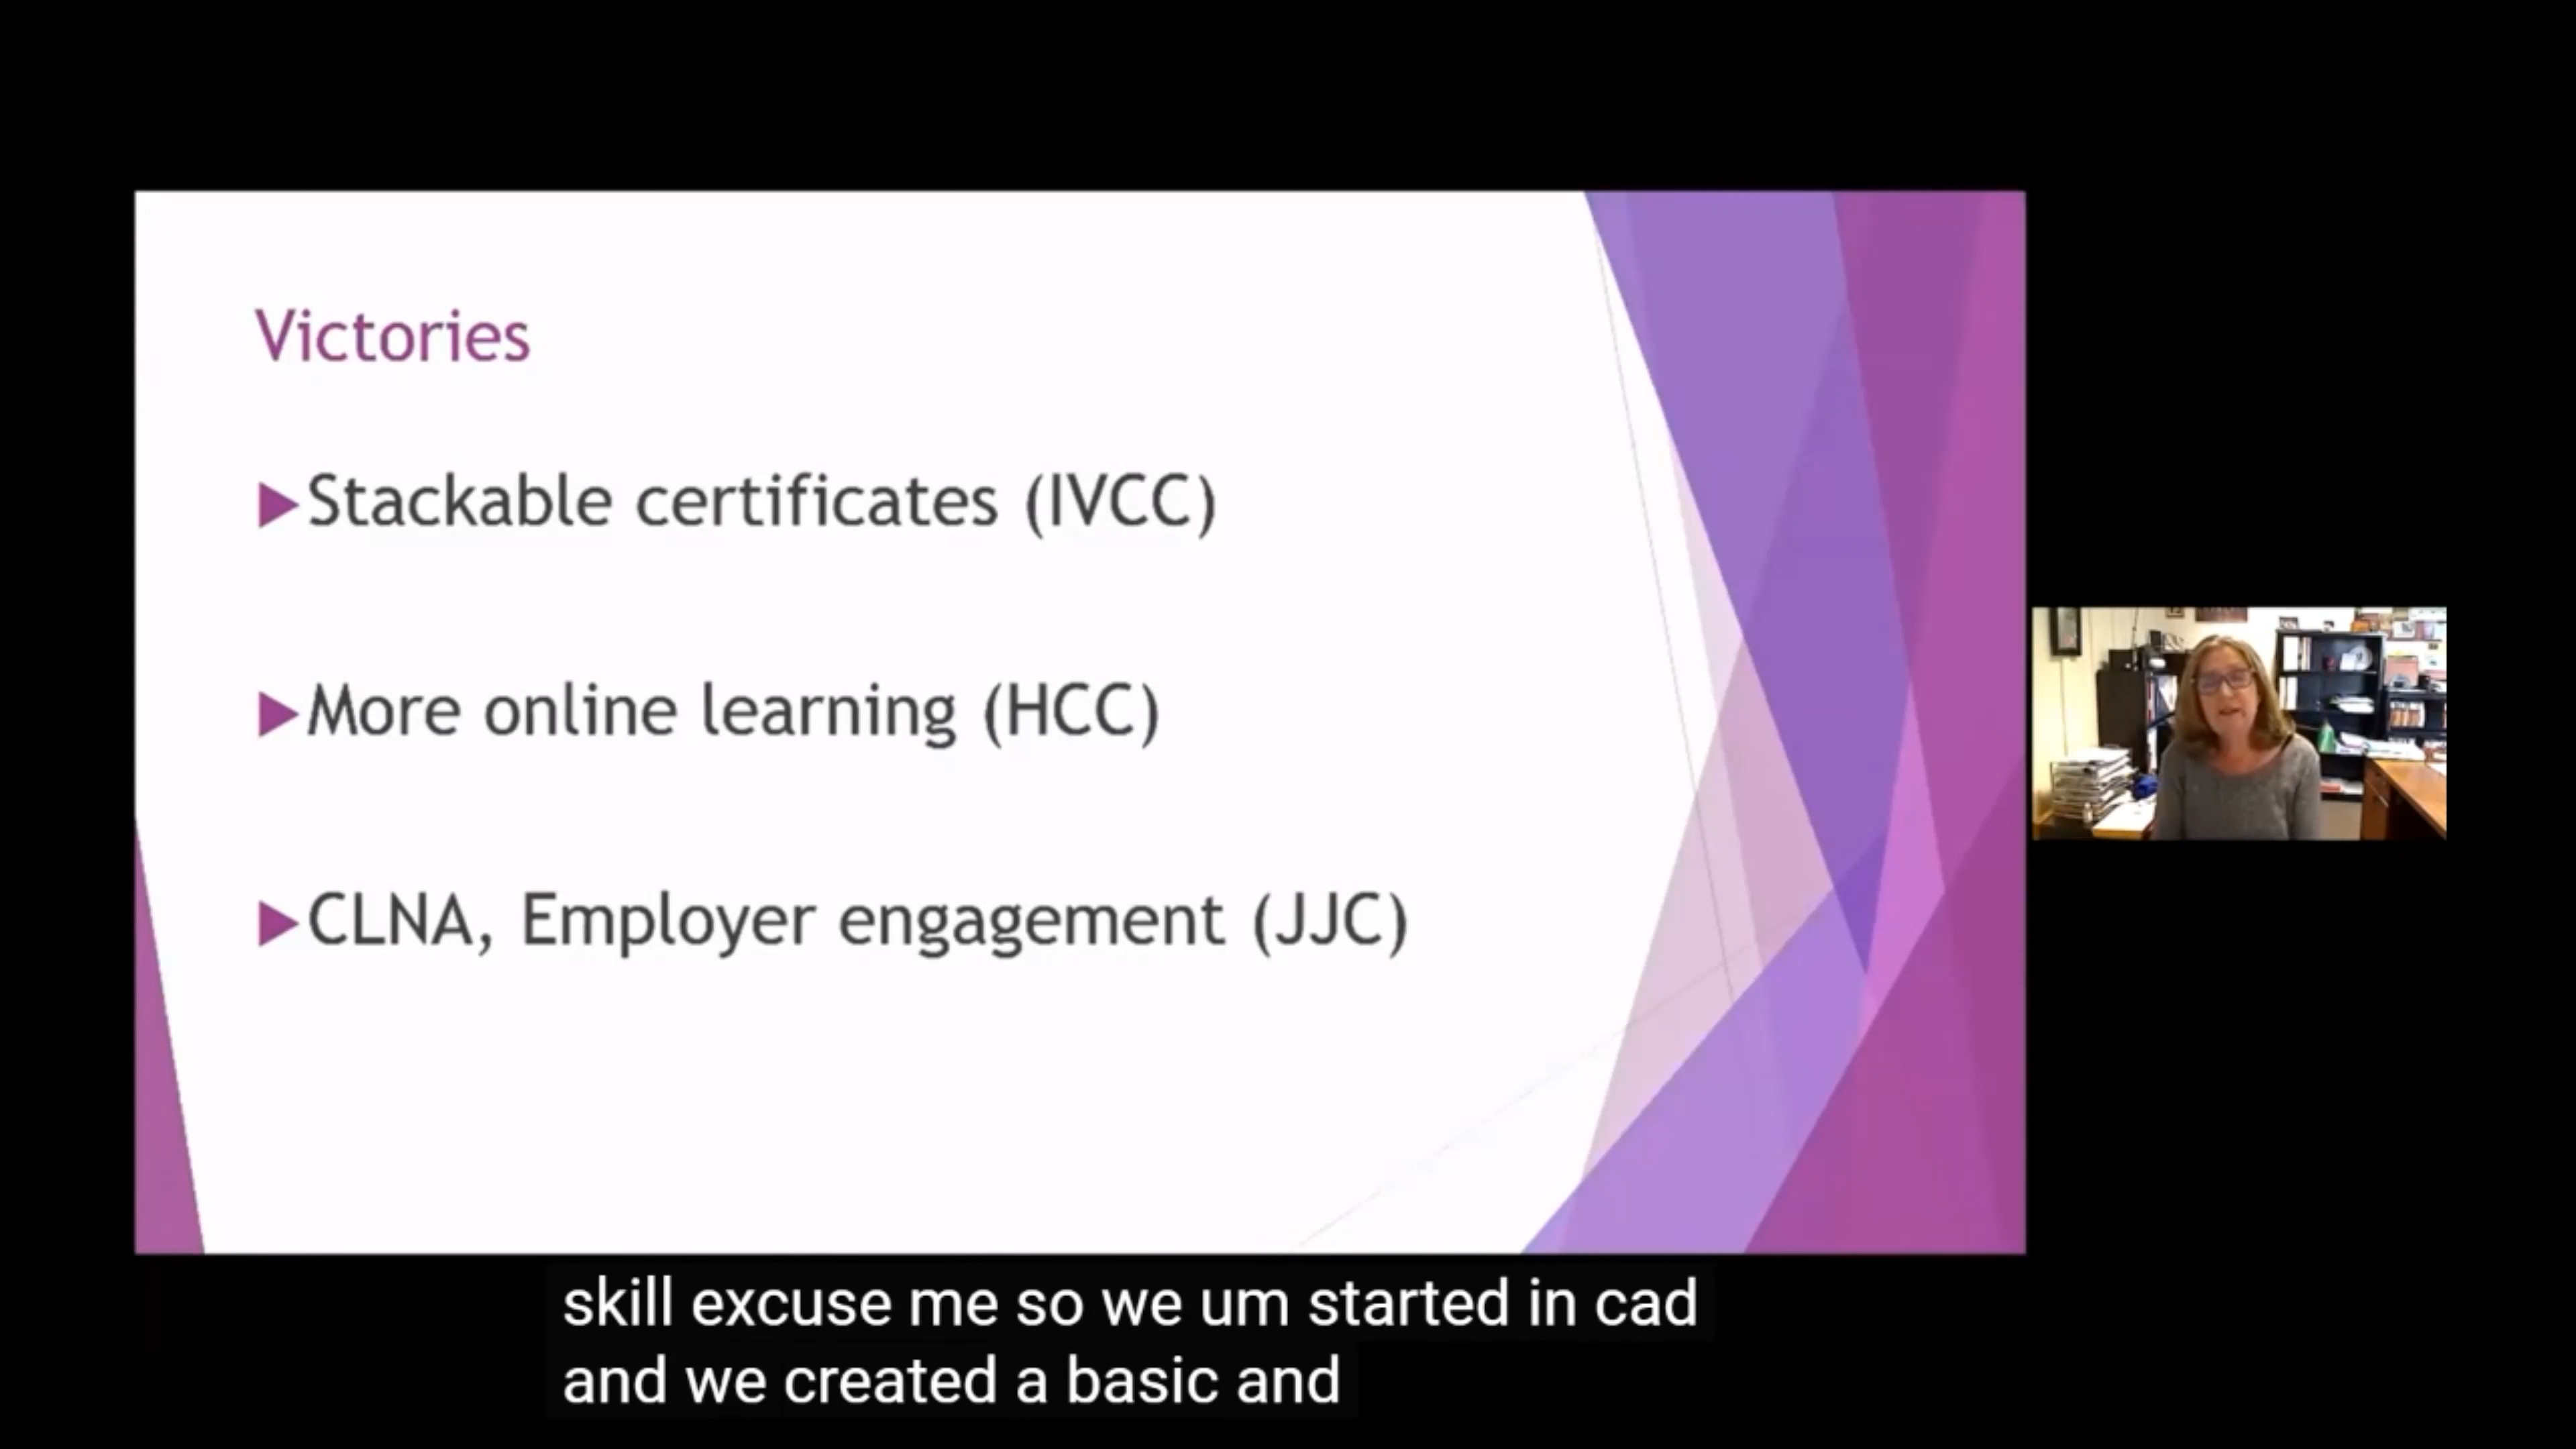 Victories
Stackable certificates (IVCC)
More online learning (HCC)
CLNA, Employer engagement (JJC)
skill excuse me so we um started in cad
and we created a basic and